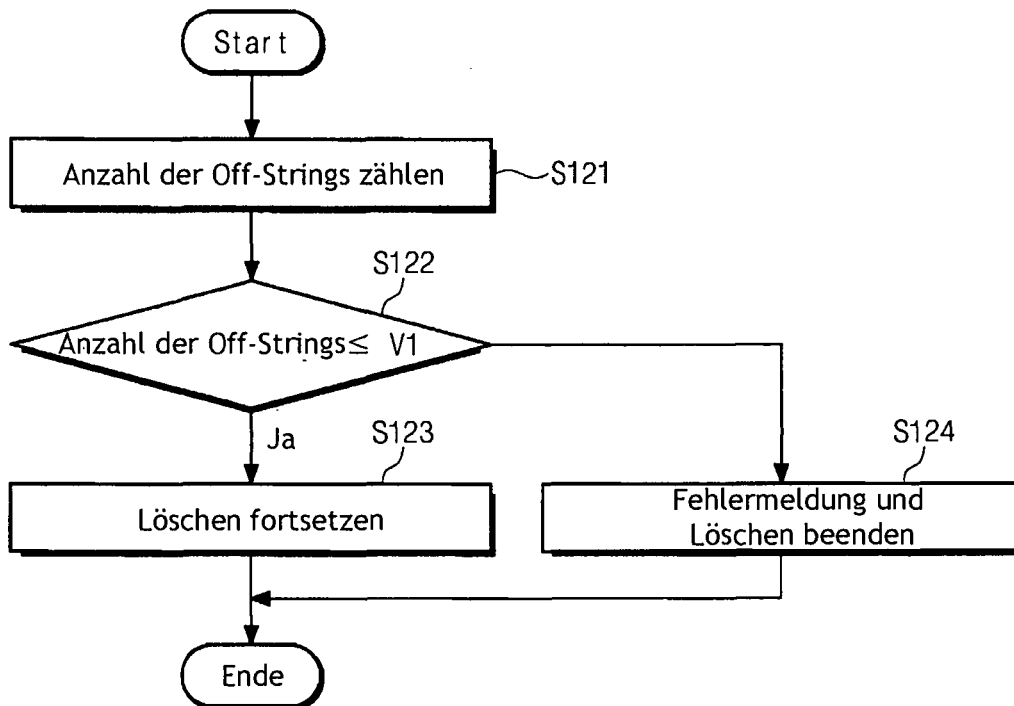 Start
Anzahl der Off-Strings zählen
S121
S122
Anzahl der Off-Strings≤ V1
Ja
S123
S124
Löschen fortsetzen
Fehlermeldung und
Löschen beenden
Ende